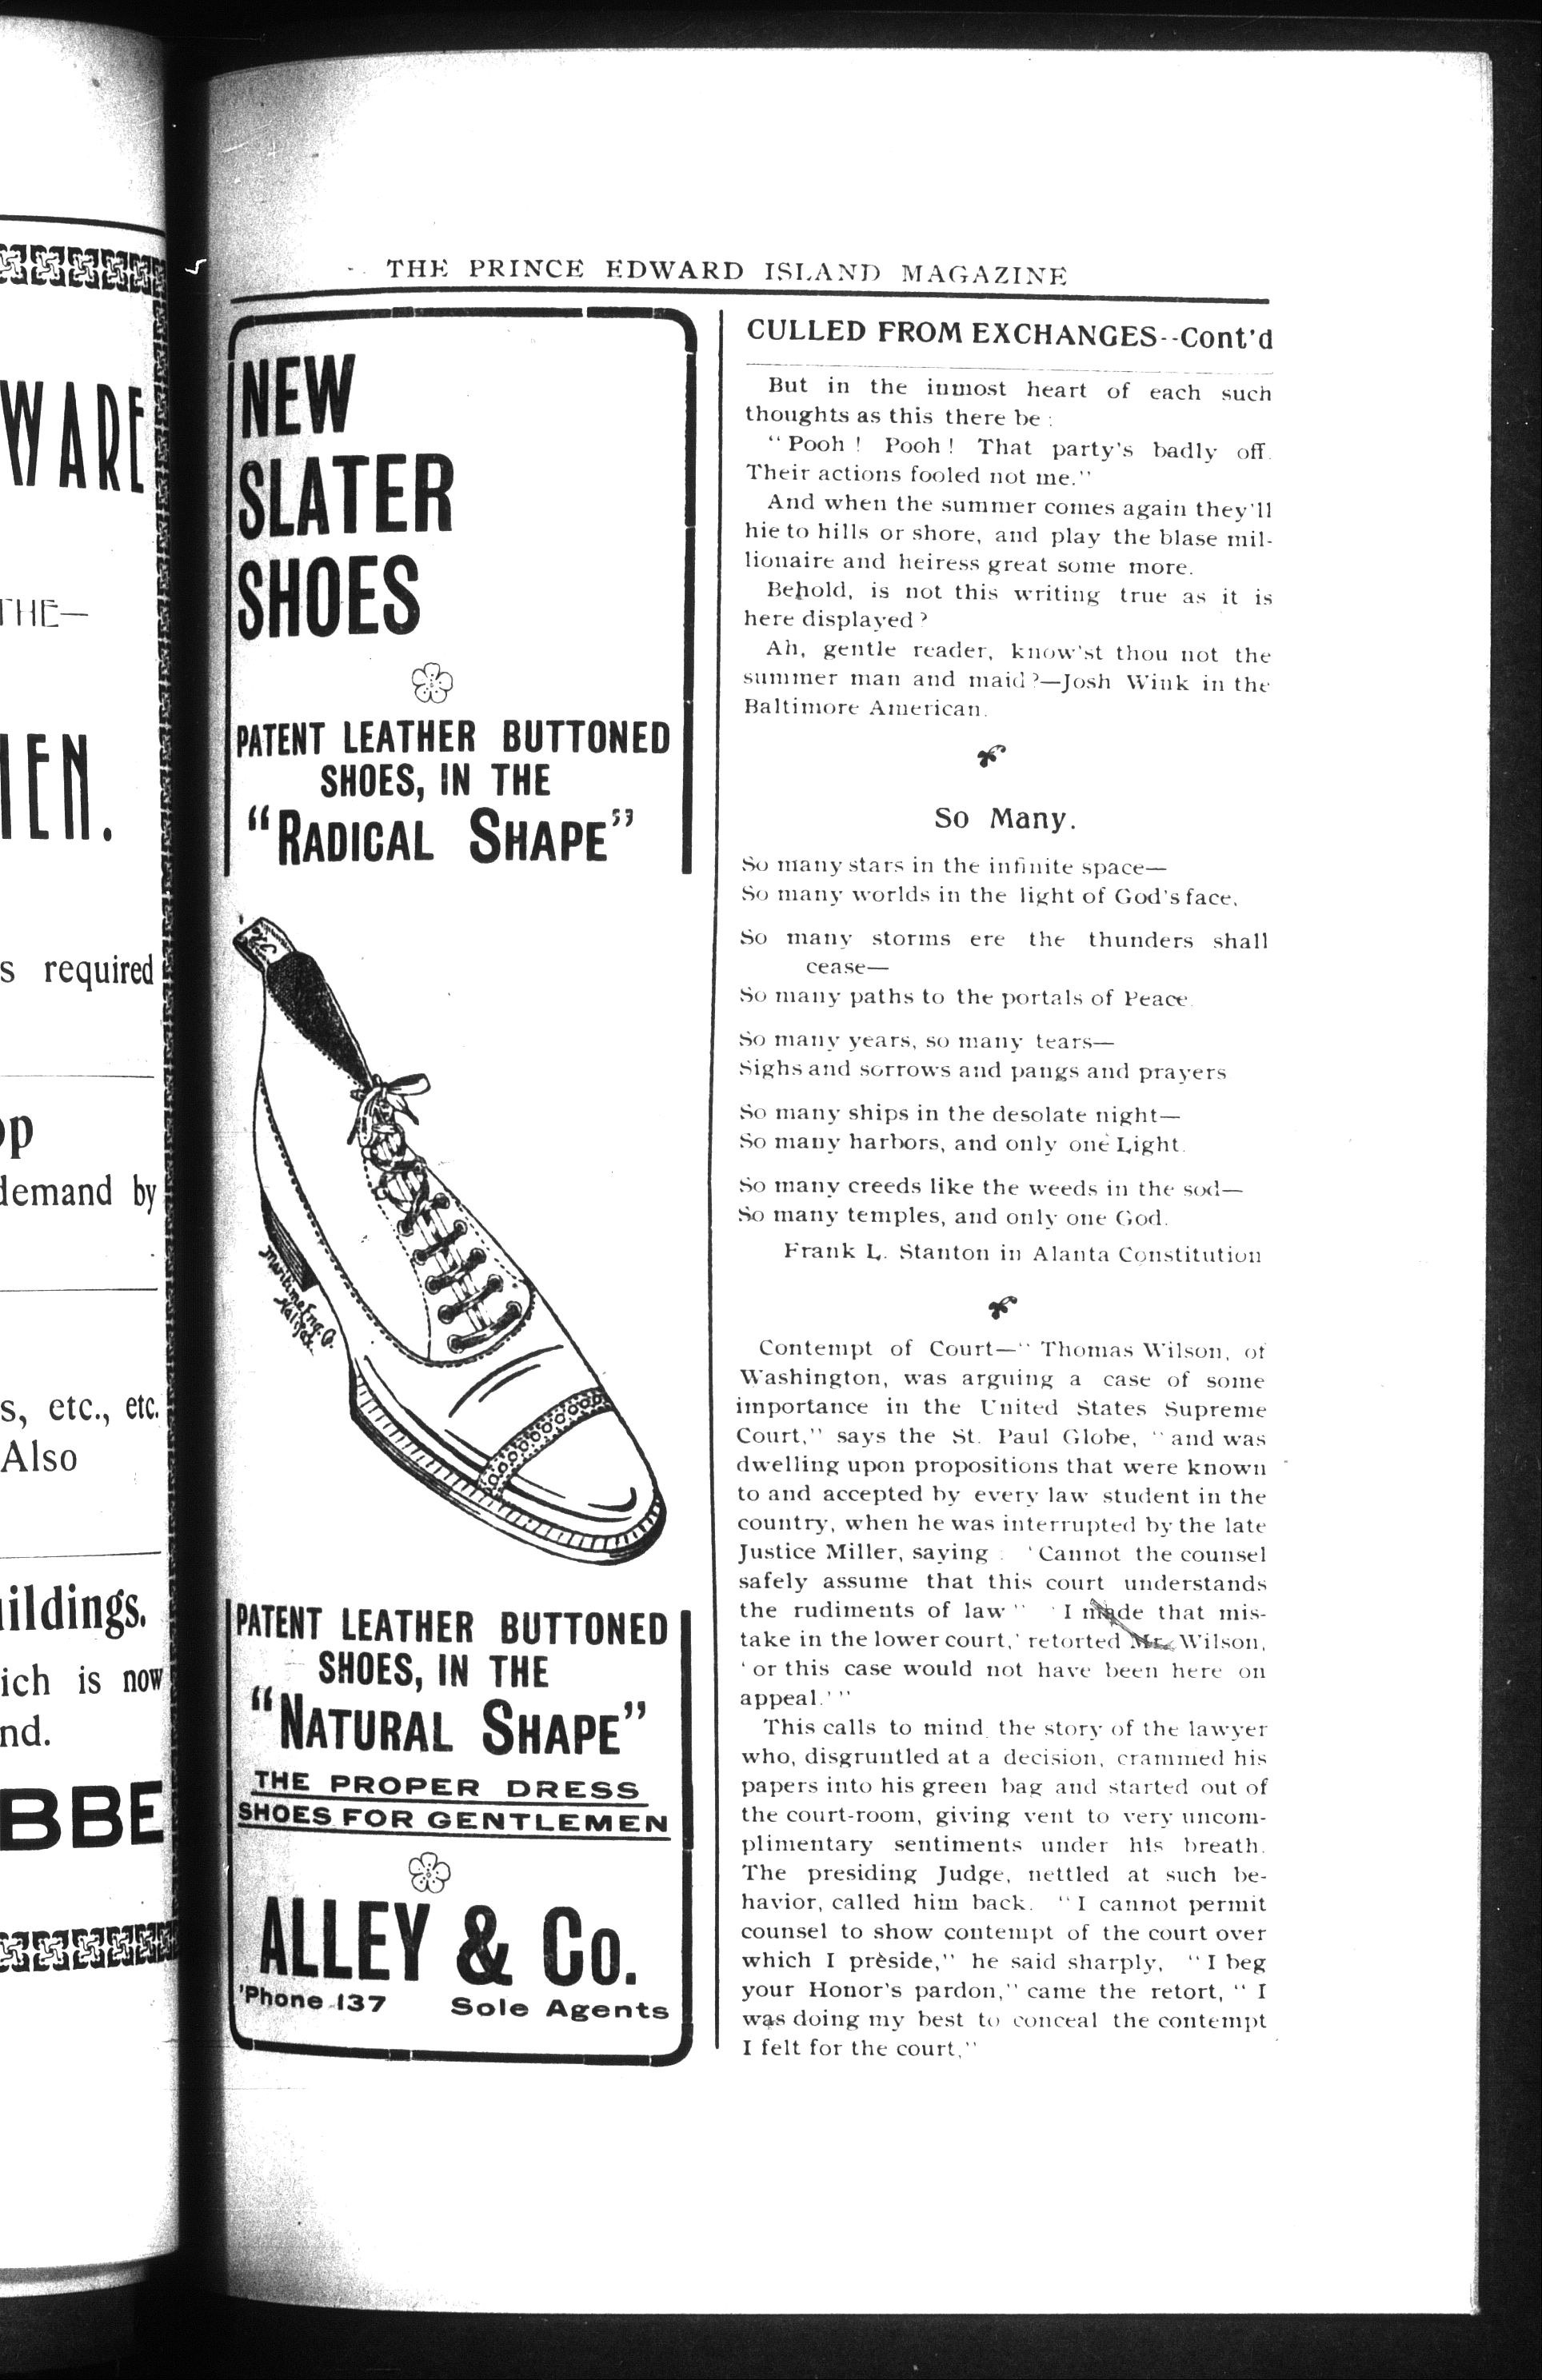 WARE
THE—
MEN.
s required
op
demand by
s, etc., etc.
Also
uildings.
ich is now
nd.
BBE
THE PRINCE EDWARD ISLAND MAGAZINE
NEW
SLATER
SHOES
PATENT LEATHER BUTTONED
SHOES, IN THE
"RADICAL SHAPE"
Maritime Eng. Co.
Halifax.
PATENT LEATHER BUTTONED
SHOES, IN THE
"NATURAL SHAPE"
THE PROPER DRESS
SHOES FOR GENTLEMEN
ALLEY & Co.
'Phone 137 Sole Agents
CULLED FROM EXCHANGES--Cont'd
But in the inmost heart of each such
thoughts as this there be :
"Pooh ! Pooh ! That party's badly off.
Their actions fooled not me."
And when the summer comes again they'll
hie to hills or shore, and play the blase mil-
lionaire and heiress great some more.
Behold, is not this writing true as it is
here displayed ?
Ah, gentle reader, know'st thou not the
summer man and maid ?—Josh Wink in the
Baltimore American.
So Many.
So many stars in the infinite space—
So many worlds in the light of God's face,
So many storms ere the thunders shall
cease—
So many paths to the portals of Peace.
So many years, so many tears—
Sighs and sorrows and pangs and prayers
So many ships in the desolate night—
So many harbors, and only one Light.
So many creeds like the weeds in the sod—
So many temples, and only one God.
Frank L. Stanton in Alanta Constitution
Contempt of Court—" Thomas Wilson, of
Washington, was arguing a case of some
importance in the United States Supreme
Court," says the St. Paul Globe, "and was
dwelling upon propositions that were known
to and accepted by every law student in the
country, when he was interrupted by the late
Justice Miller, saying : 'Cannot the counsel
safely assume that this court understands
the rudiments of law" 'I made that mis-
take in the lower court,' retorted Mr. Wilson,
'or this case would not have been here on
appeal.'"
This calls to mind the story of the lawyer
who, disgruntled at a decision, crammed his
papers into his green bag and started out of
the court-room, giving vent to very uncom-
plimentary sentiments under his breath.
The presiding Judge, nettled at such be-
havior, called him back. "I cannot permit
counsel to show contempt of the court over
which I preside," he said sharply, "I beg
your Honor's pardon," came the retort, "I
was doing my best to conceal the contempt
I felt for the court,"